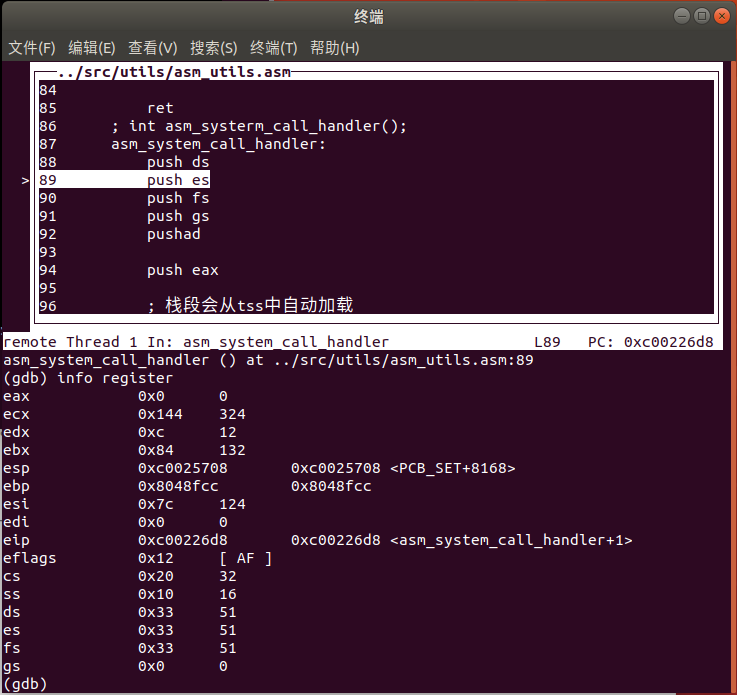 终端
文件(F) 编辑(E) 查看(V) 搜索(S) 终端(T) 帮助(H)
../src/utils/asm_utils.asm
84
85 ret
86 ; int asm_systerm_call_handler();
87 asm_system_call_handler:
88 push ds
> 89 push es
90 push fs
91 push gs
92 pushad
93
94 push eax
95
96 ; 栈段会从tss中自动加载
remote Thread 1 In: asm_system_call_handler L89 PC: 0xc00226d8
asm_system_call_handler () at ../src/utils/asm_utils.asm:89
(gdb) info register
eax 0x0 0
ecx 0x144 324
edx 0xc 12
ebx 0x84 132
esp 0xc0025708 0xc0025708 <PCB_SET+8168>
ebp 0x8048fcc 0x8048fcc
esi 0x7c 124
edi 0x0 0
eip 0xc00226d8 0xc00226d8 <asm_system_call_handler+1>
eflags 0x12 [ AF ]
cs 0x20 32
ss 0x10 16
ds 0x33 51
es 0x33 51
fs 0x33 51
gs 0x0 0
(gdb)